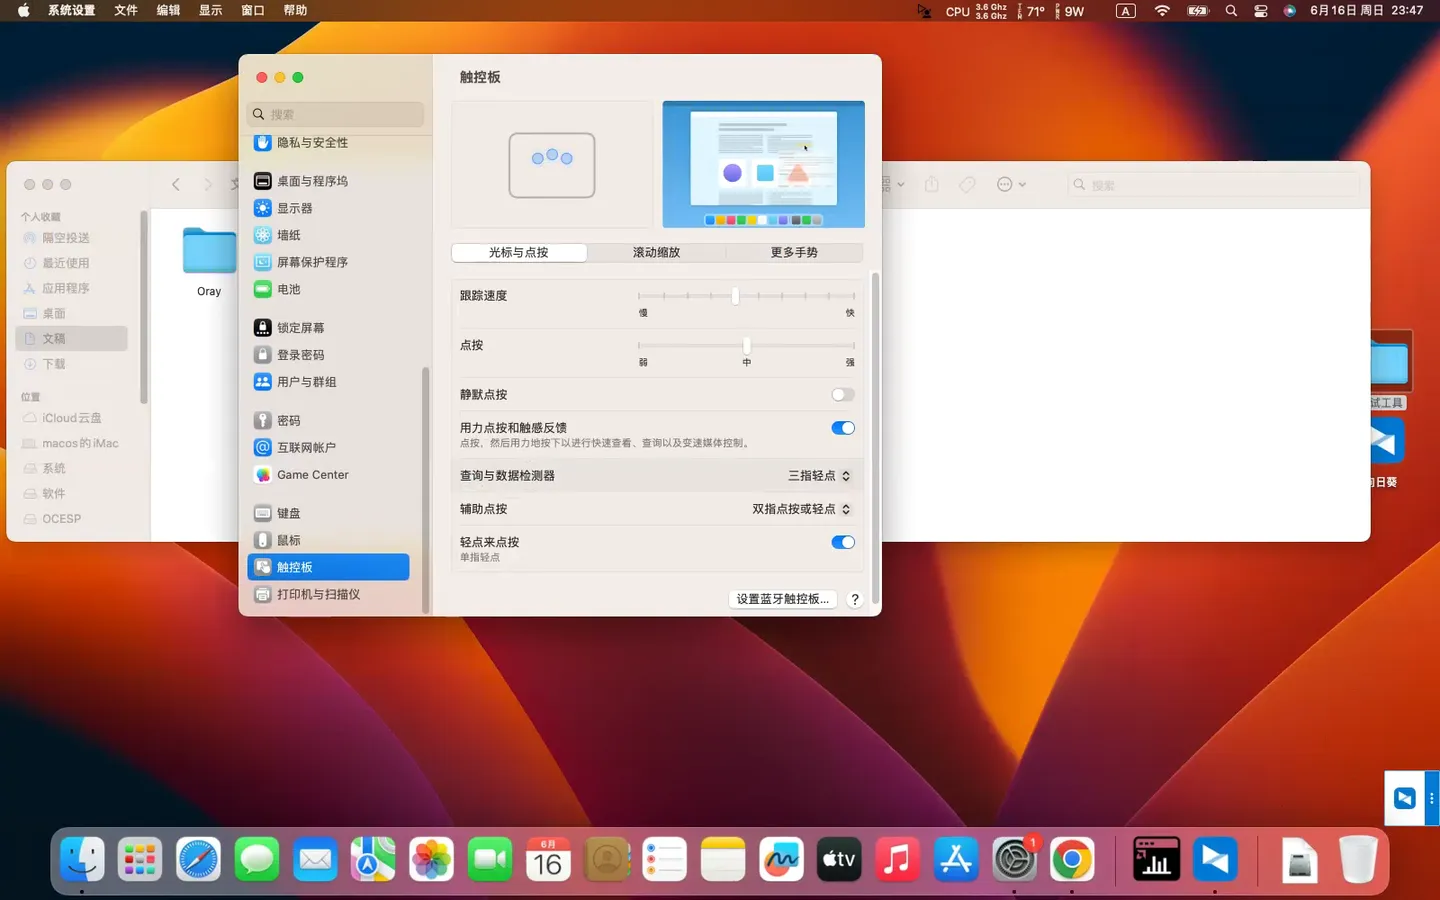 系统设置 文件 编辑 显示 窗口 帮助
CPU 3.6 Ghz 3.6 Ghz 71° 9W A 6月16日 周日 23:47
搜索
隐私与安全性
桌面与程序坞
显示器
墙纸
屏幕保护程序
电池
锁定屏幕
登录密码
用户与群组
密码
互联网帐户
Game Center
键盘
鼠标
触控板
打印机与扫描仪
触控板
光标与点按 滚动缩放 更多手势
跟踪速度
慢 快
点按
弱 中 强
静默点按
用力点按和触感反馈
点按，然后用力地按下以进行快速查看、查询以及变速媒体控制。
查询与数据检测器 三指轻点
辅助点按 双指点按或轻点
轻点来点按
单指轻点
设置蓝牙触控板... ?
个人收藏
隔空投送
最近使用
应用程序
桌面
文稿
下载
位置
iCloud云盘
macos的iMac
系统
软件
OCESP
Oray
搜索
试工具
向日葵
6月
16
tv
1